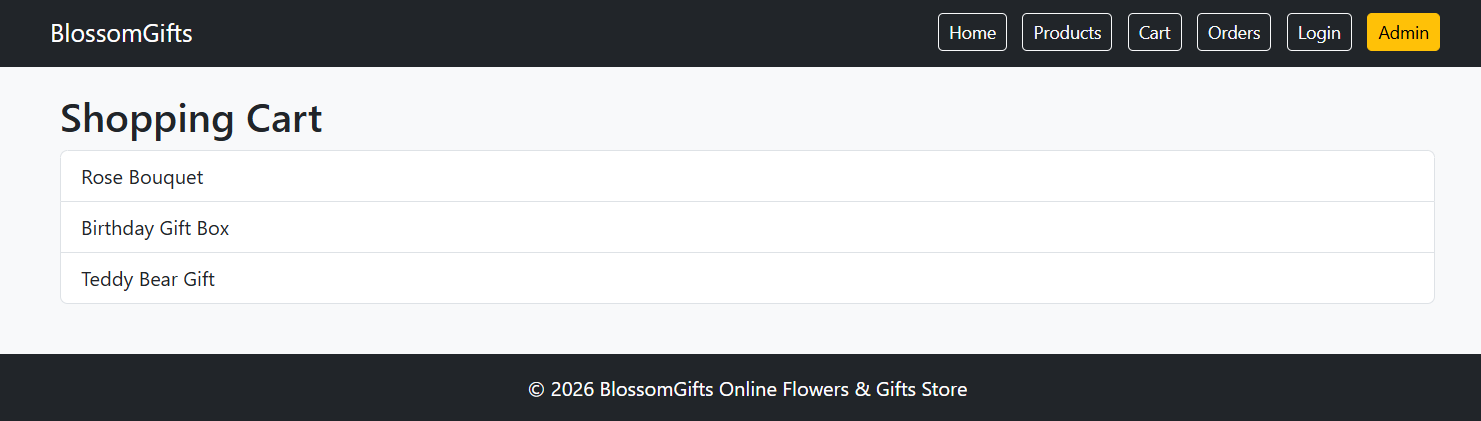 BlossomGifts Home Products Cart Orders Login Admin
Shopping Cart
Rose Bouquet
Birthday Gift Box
Teddy Bear Gift
© 2026 BlossomGifts Online Flowers & Gifts Store